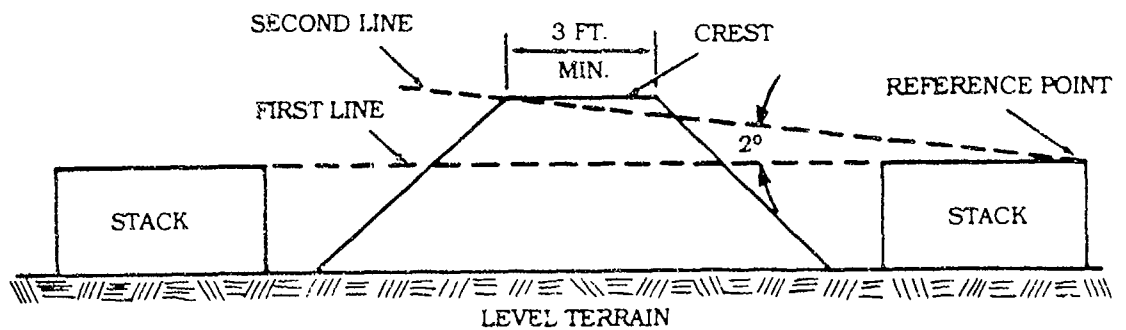 SECOND LINE
3 FT.
MIN.
CREST
REFERENCE POINT
FIRST LINE
2°
STACK
STACK
LEVEL TERRAIN